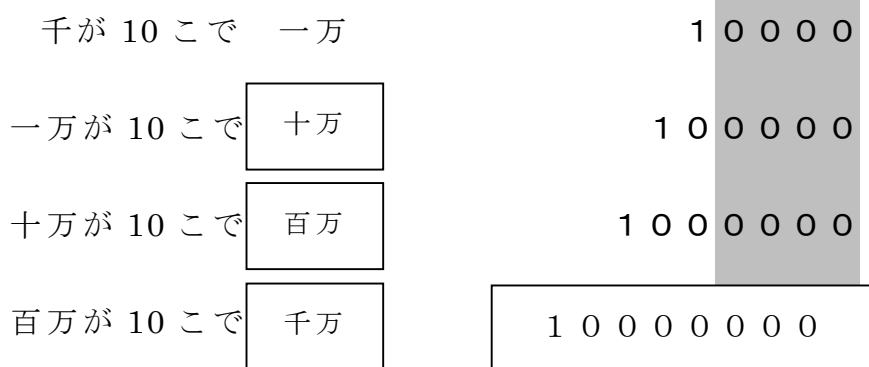 千が 10 こで 一万 10000
一万が 10 こで 十万 100000
十万が 10 こで 百万 1000000
百万が 10 こで 千万 10000000